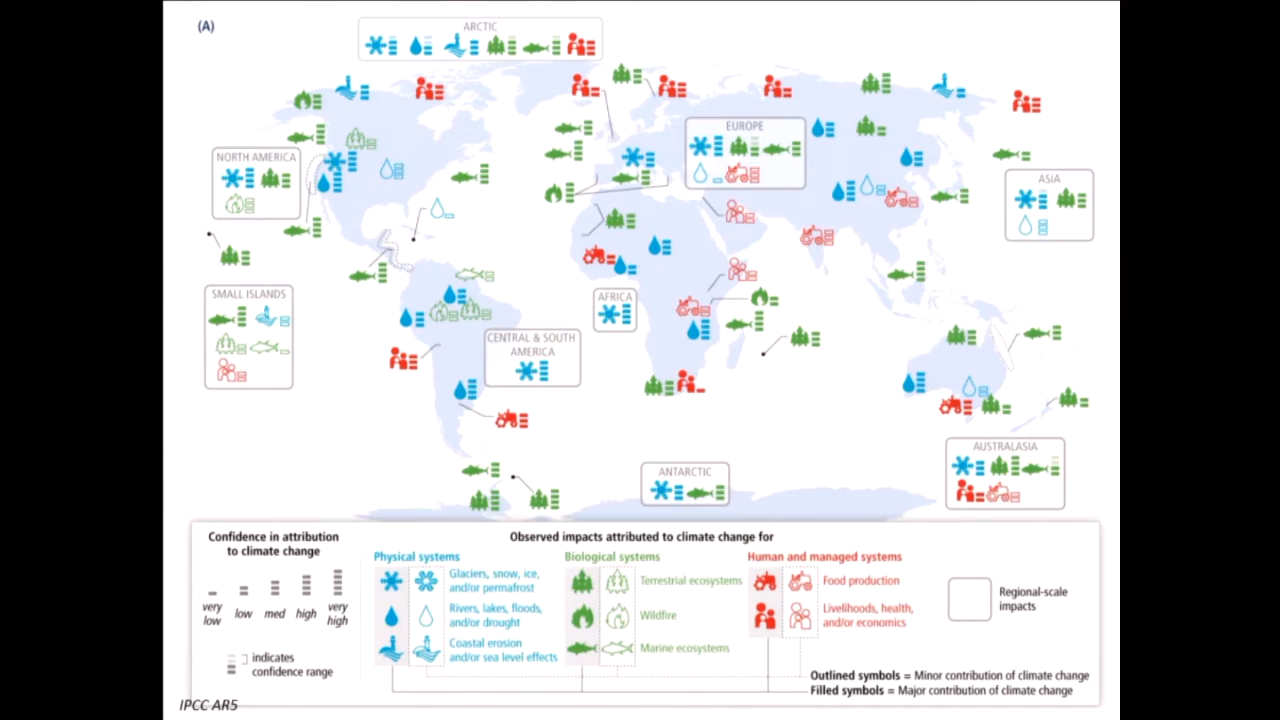 (A)
ARCTIC
EUROPE
NORTH AMERICA
ASIA
SMALL ISLANDS
AFRICA
CENTRAL & SOUTH
AMERICA
AUSTRALASIA
ANTARCTIC
Confidence in attribution
to climate change
very
low
low
med
high
very
high
indicates
confidence range
Observed impacts attributed to climate change for
Physical systems
Glaciers, snow, ice,
and/or permafrost
Rivers, lakes, floods,
and/or drought
Coastal erosion
and/or sea level effects
Biological systems
Terrestrial ecosystems
Wildfire
Marine ecosystems
Human and managed systems
Food production
Livelihoods, health,
and/or economics
Regional-scale
impacts
Outlined symbols = Minor contribution of climate change
Filled symbols = Major contribution of climate change
IPCC AR5